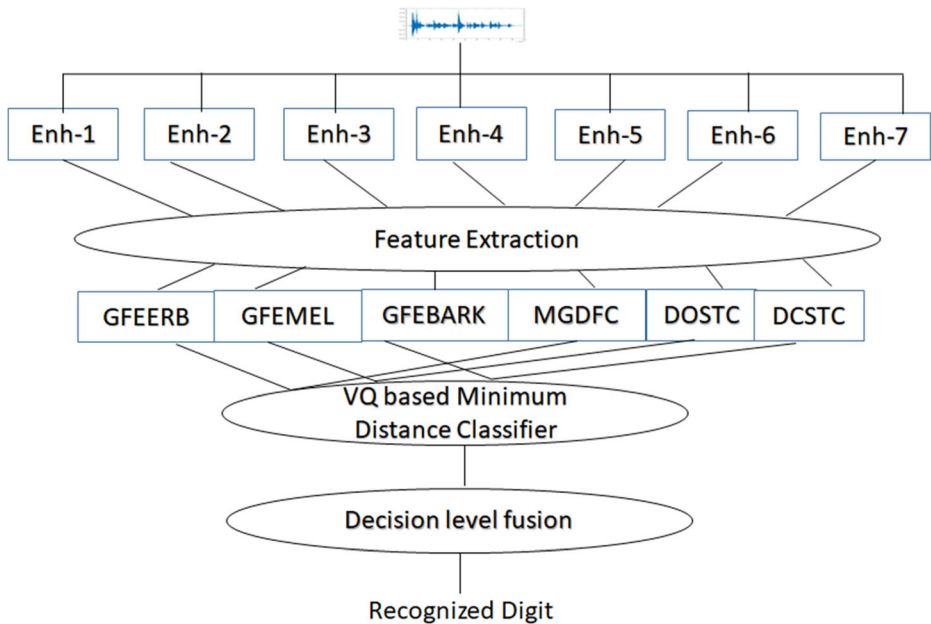 Enh-1
Enh-2
Enh-3
Enh-4
Enh-5
Enh-6
Enh-7
Feature Extraction
GFEERB
GFEMEL
GFEBARK
MGDFC
DOSTC
DCSTC
VQ based Minimum
Distance Classifier
Decision level fusion
Recognized Digit